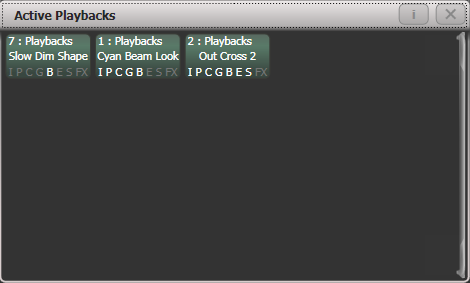 Active Playbacks
i
7 : Playbacks
Slow Dim Shape
I P C G B E S FX
1 : Playbacks
Cyan Beam Look
I P C G B E S FX
2 : Playbacks
Out Cross 2
I P C G B E S FX